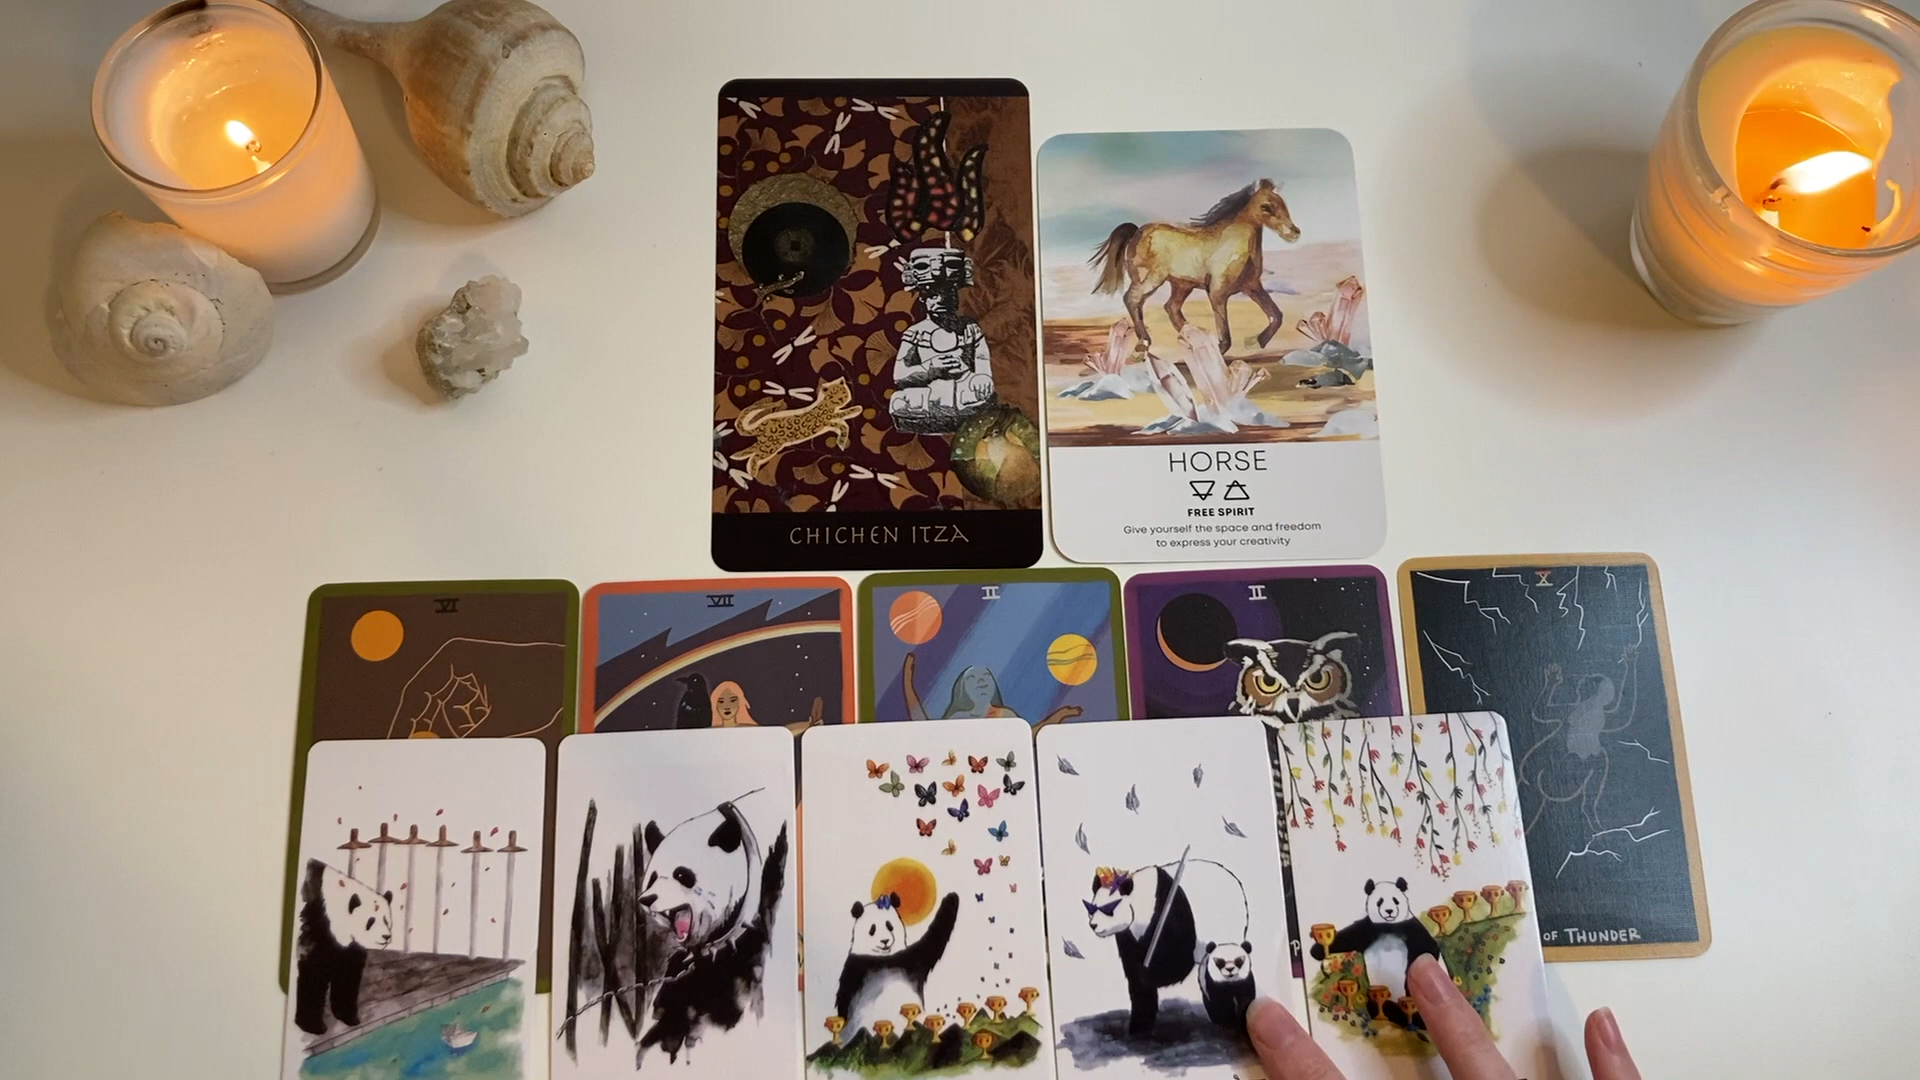 CHICHEN ITZA
HORSE
FREE SPIRIT
Give yourself the space and freedom
to express your creativity
VI
VII
II
II
X
OF THUNDER